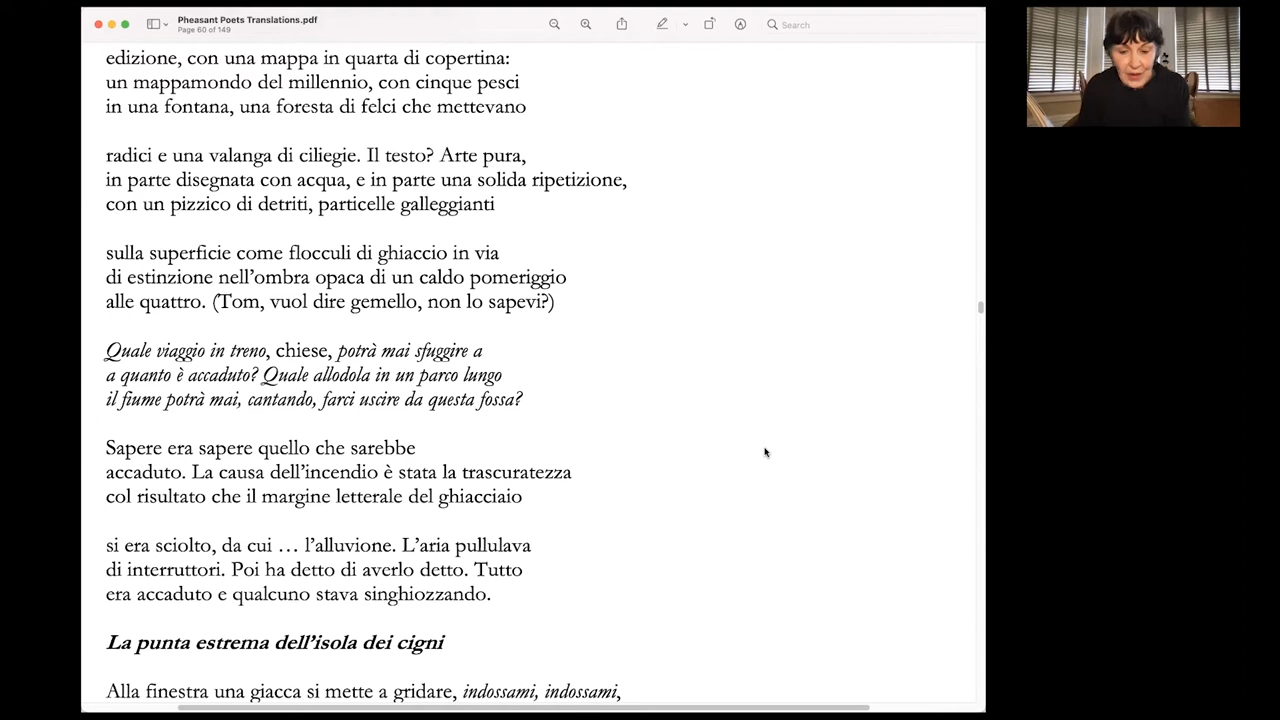 Pheasant Poets Translations.pdf
Page 60 of 149
Search
edizione, con una mappa in quarta di copertina:
un mappamondo del millennio, con cinque pesci
in una fontana, una foresta di felci che mettevano
radici e una valanga di ciliegie. Il testo? Arte pura,
in parte disegnata con acqua, e in parte una solida ripetizione,
con un pizzico di detriti, particelle galleggianti
sulla superficie come flocculi di ghiaccio in via
di estinzione nell’ombra opaca di un caldo pomeriggio
alle quattro. (Tom, vuol dire gemello, non lo sapevi?)
Quale viaggio in treno, chiese, potrà mai sfuggire a
a quanto è accaduto? Quale allodola in un parco lungo
il fiume potrà mai, cantando, farci uscire da questa fossa?
Sapere era sapere quello che sarebbe
accaduto. La causa dell’incendio è stata la trascuratezza
col risultato che il margine letterale del ghiacciaio
si era sciolto, da cui … l’alluvione. L’aria pullulava
di interruttori. Poi ha detto di averlo detto. Tutto
era accaduto e qualcuno stava singhiozzando.
La punta estrema dell’isola dei cigni
Alla finestra una giacca si mette a gridare, indossami, indossami,